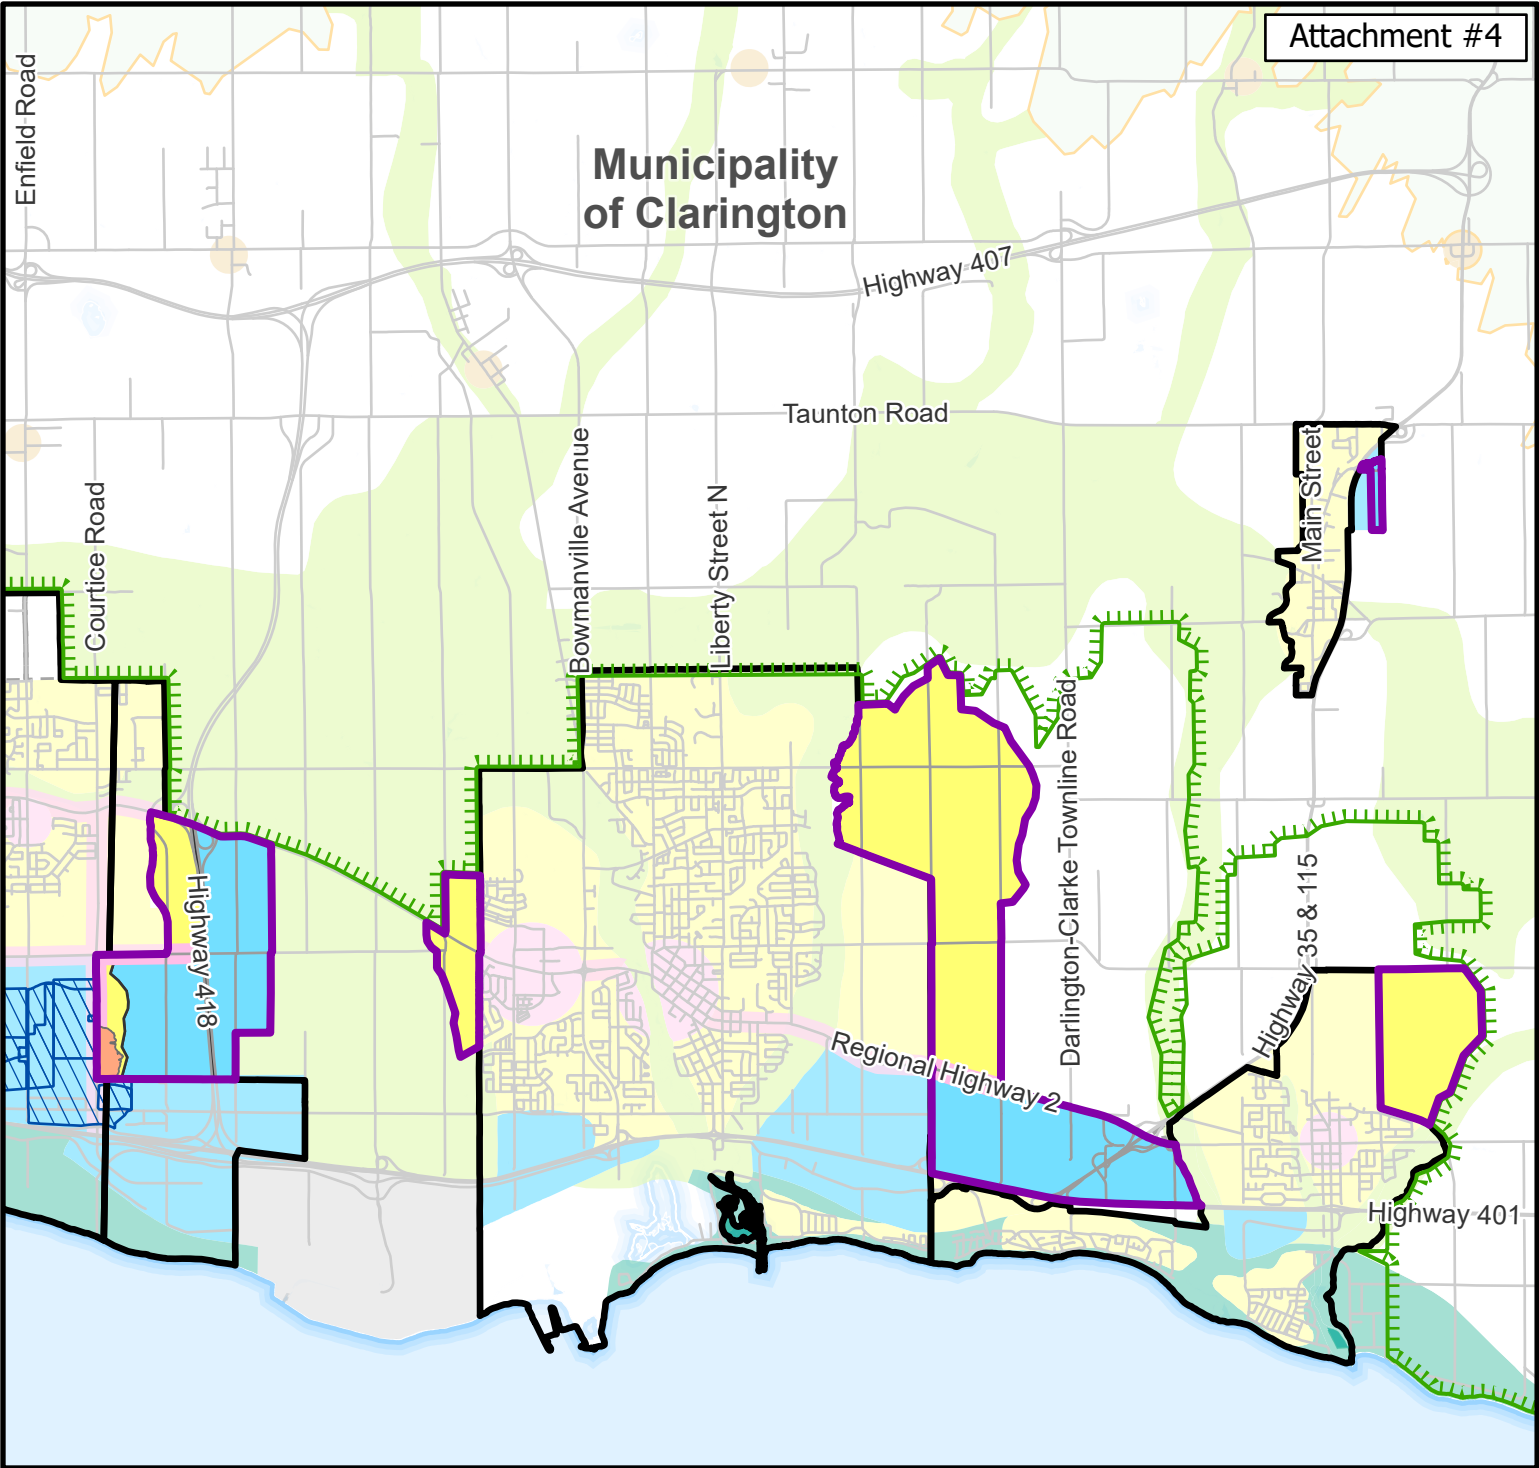 Attachment #4
Enfield Road
Municipality
of Clarington
Highway 407
Taunton Road
Main Street
Courtice Road
Bowmanville Avenue
Liberty Street N
Darlington-Clarke Townline Road
Highway 418
Highway 35 & 115
Regional Highway 2
Highway 401